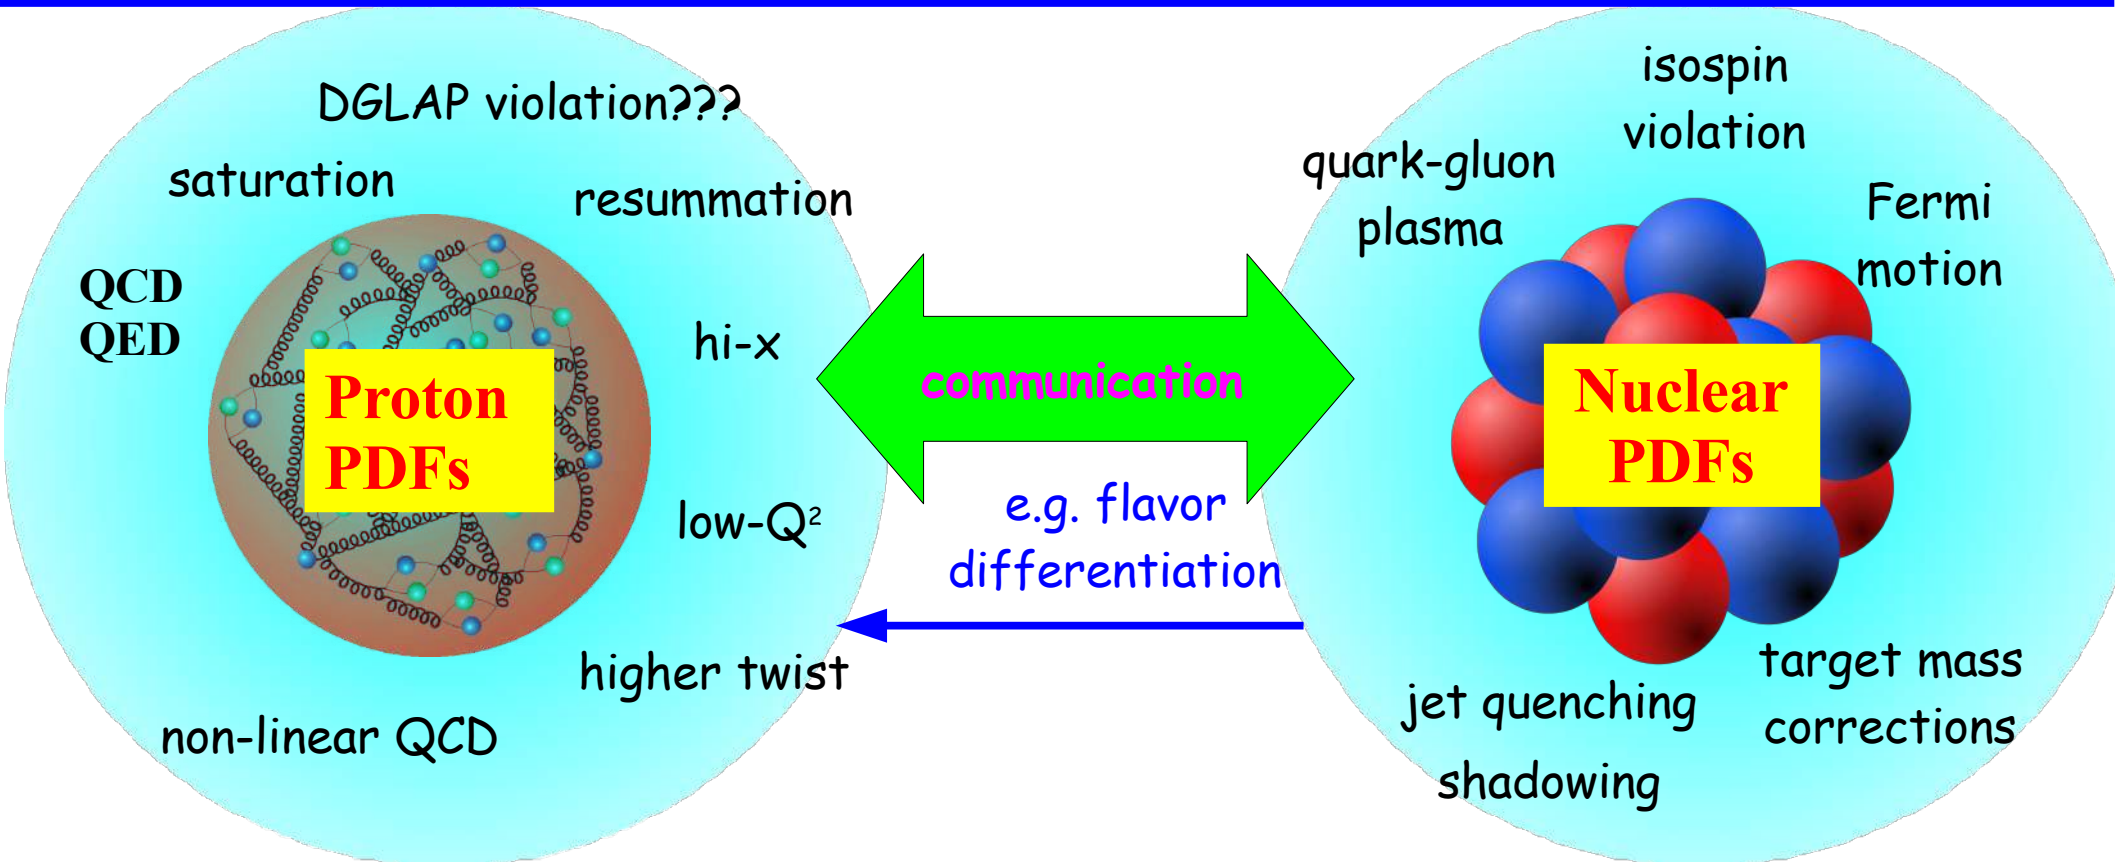 DGLAP violation???
saturation
resummation
QCD
QED
hi-x
Proton
PDFs
low-Q²
higher twist
non-linear QCD
communication
e.g. flavor
differentiation
isospin
violation
quark-gluon
plasma
Fermi
motion
Nuclear
PDFs
target mass
corrections
jet quenching
shadowing